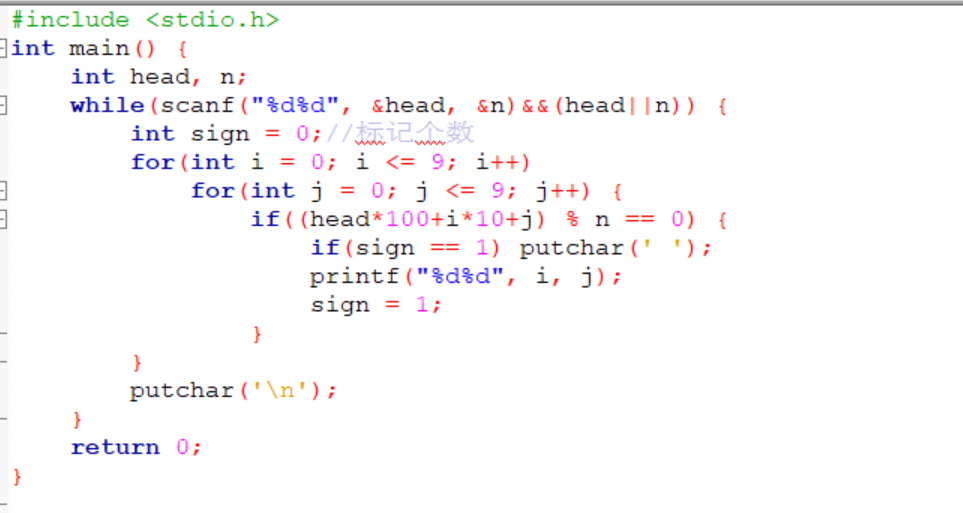 #include <stdio.h>
int main() {
    int head, n;
    while(scanf("%d%d", &head, &n)&&(head||n)) {
        int sign = 0;//标记个数
        for(int i = 0; i <= 9; i++)
            for(int j = 0; j <= 9; j++) {
                if((head*100+i*10+j) % n == 0) {
                    if(sign == 1) putchar(' ');
                    printf("%d%d", i, j);
                    sign = 1;
                }
        }
        putchar('\n');
    }
    return 0;
}